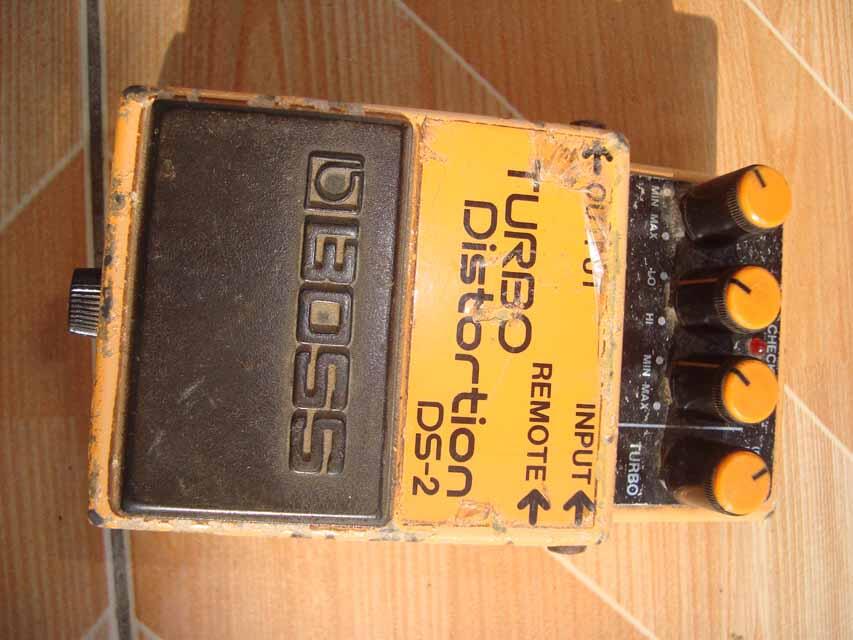 CHECK
MIN MAX LO HI MIN MAX TURBO
OUTPUT INPUT
TURBO REMOTE
Distortion
DS-2
BOSS